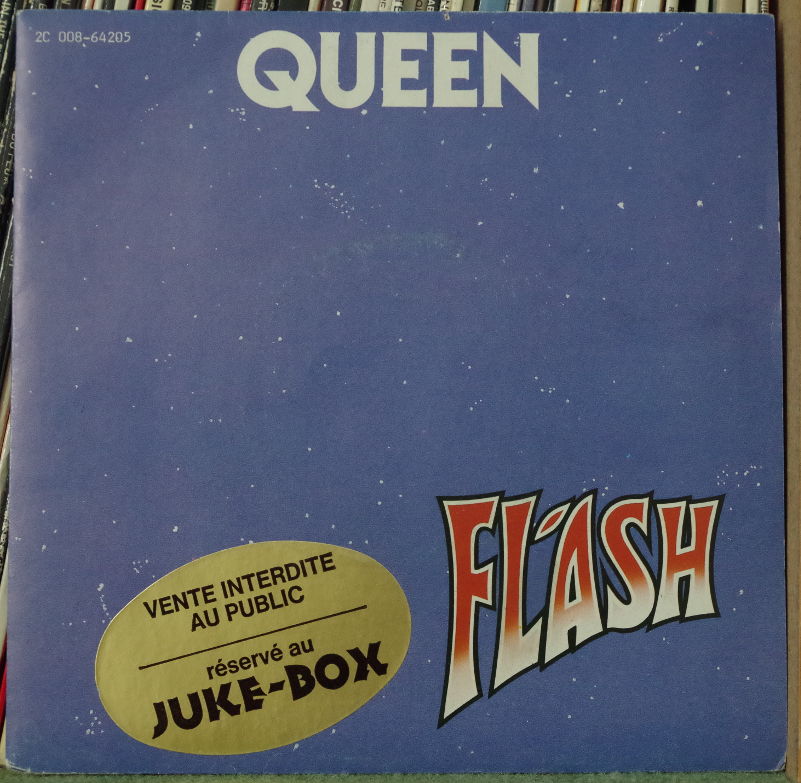 2C 008-64205
QUEEN
FLASH
VENTE INTERDITE
AU PUBLIC
réservé au
JUKE-BOX